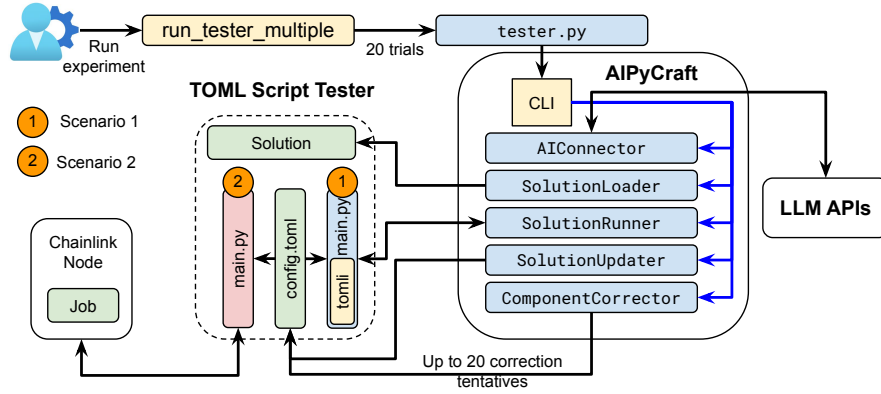 run_tester_multiple
tester.py
Run
experiment
20 trials
AIPyCraft
TOML Script Tester
CLI
1
Scenario 1
2
Scenario 2
Solution
AIConnector
SolutionLoader
SolutionRunner
SolutionUpdater
ComponentCorrector
LLM APIs
2
main.py
config.toml
1
main.py
tomli
Chainlink
Node
Job
Up to 20 correction
tentatives